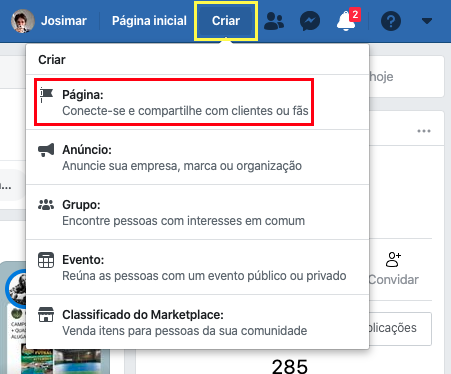 Josimar
Página inicial
Criar
2
Criar
hoje
Página:
Conecte-se e compartilhe com clientes ou fãs
Anúncio:
Anuncie sua empresa, marca ou organização
Grupo:
Encontre pessoas com interesses em comum
Evento:
Reúna as pessoas com um evento público ou privado
Convidar
Classificado do Marketplace:
Venda itens para pessoas da sua comunidade
blicações
285